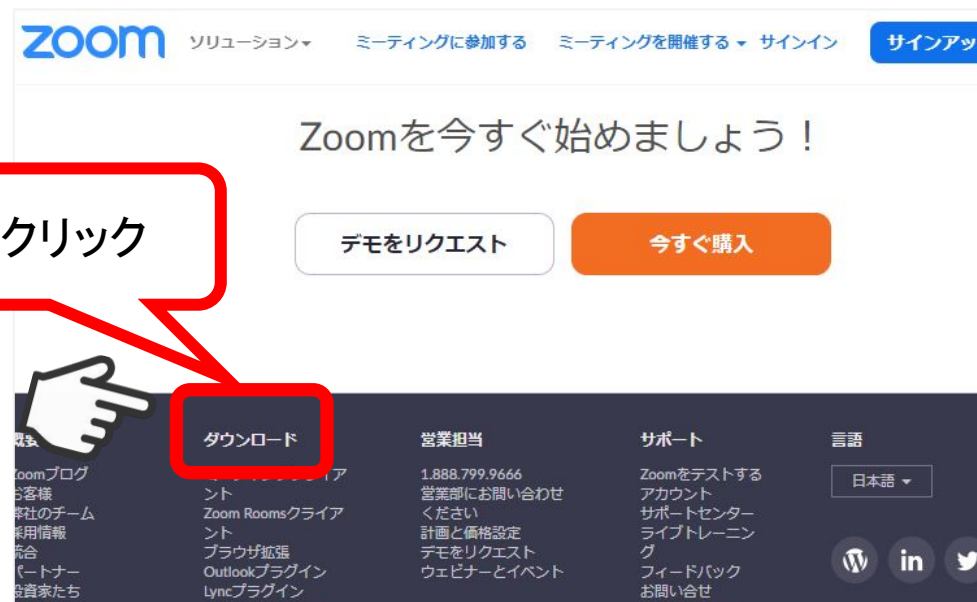 zoom ソリューション ミーティングに参加する ミーティングを開催する サインイン サインアッ
Zoomを今すぐ始めましょう！
クリック
デモをリクエスト 今すぐ購入
ダウンロード
ント
Zoom Roomsクライア
ント
ブラウザ拡張
Outlookプラグイン
Lyncプラグイン
概要
Zoomブログ
お客様
弊社のチーム
採用情報
統合
パートナー
投資家たち
営業担当
1.888.799.9666
営業部にお問い合わせ
ください
計画と価格設定
デモをリクエスト
ウェビナーとイベント
サポート
Zoomをテストする
アカウント
サポートセンター
ライブトレーニン
グ
フィードバック
お問い合せ
言語
日本語
in